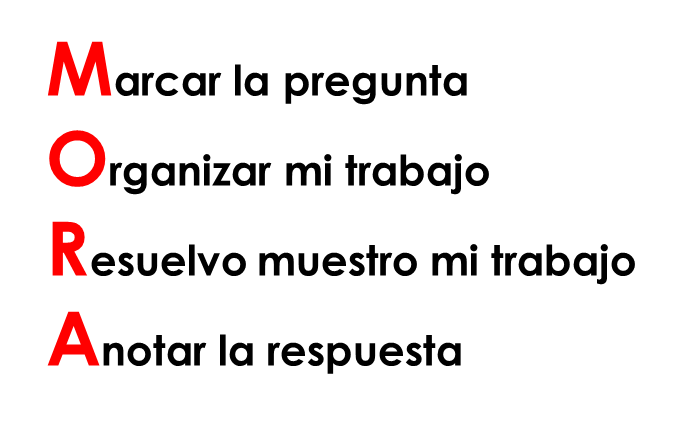 Marcar la pregunta
Organizar mi trabajo
Resuelvo muestro mi trabajo
Anotar la respuesta